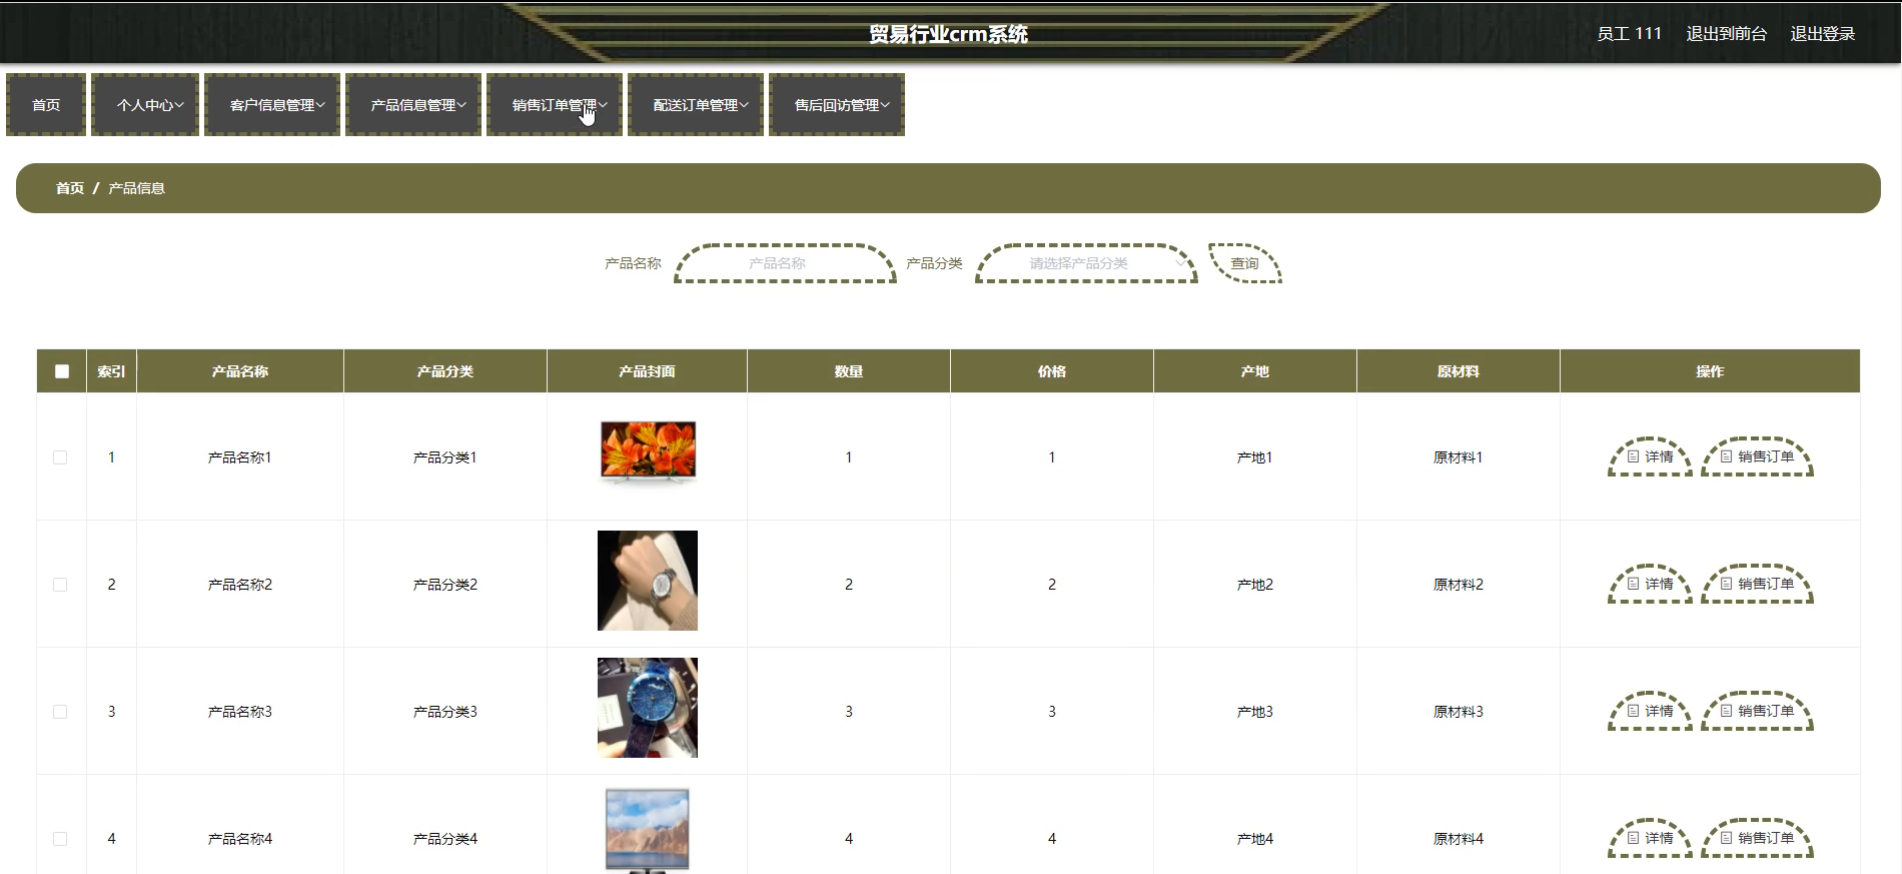 贸易行业crm系统
员工 111 退出到前台 退出登录
首页 个人中心 客户信息管理 产品信息管理 销售订单管理 配送订单管理 售后回访管理
首页 / 产品信息
产品名称 产品名称 产品分类 请选择产品分类 查询
索引 产品名称 产品分类 产品封面 数量 价格 产地 原材料 操作
1 产品名称1 产品分类1 1 1 产地1 原材料1 详情 销售订单
2 产品名称2 产品分类2 2 2 产地2 原材料2 详情 销售订单
3 产品名称3 产品分类3 3 3 产地3 原材料3 详情 销售订单
4 产品名称4 产品分类4 4 4 产地4 原材料4 详情 销售订单